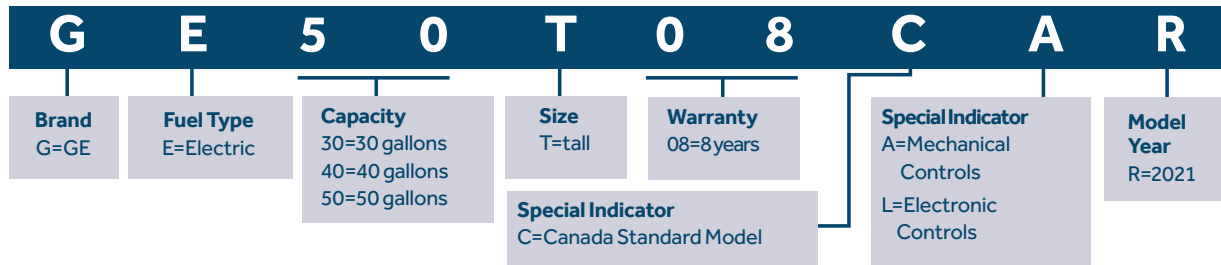 G E 5 0 T 0 8 C A R
Brand
G=GE
Fuel Type
E=Electric
Capacity
30=30 gallons
40=40 gallons
50=50 gallons
Size
T=tall
Warranty
08=8 years
Special Indicator
C=Canada Standard Model
Special Indicator
A=Mechanical
Controls
L=Electronic
Controls
Model
Year
R=2021